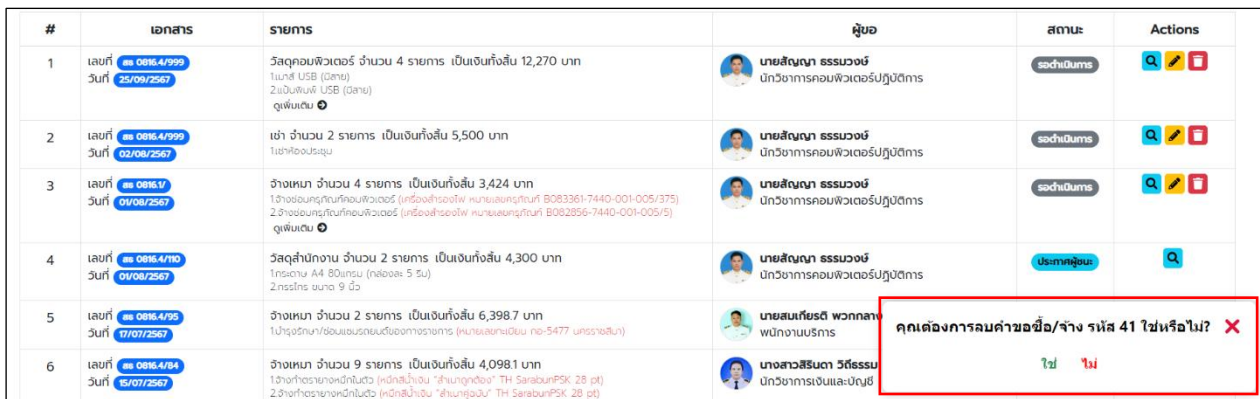 # เอกสาร รายการ ผู้ขอ สถานะ Actions
1 เลขที่ สธ 0816.4/999 วัสดุคอมพิวเตอร์ จำนวน 4 รายการ เป็นเงินทั้งสิ้น 12,270 บาท นายสัญญา ธรรมวงษ์ รอดำเนินการ
วันที่ 25/09/2567 1.เมาส์ USB (มีสาย) นักวิชาการคอมพิวเตอร์ปฏิบัติการ
2.แป้นพิมพ์ USB (มีสาย)
ดูเพิ่มเติม
2 เลขที่ สธ 0816.4/999 เช่า จำนวน 2 รายการ เป็นเงินทั้งสิ้น 5,500 บาท นายสัญญา ธรรมวงษ์ รอดำเนินการ
วันที่ 02/08/2567 1.เช่าห้องประชุม นักวิชาการคอมพิวเตอร์ปฏิบัติการ
3 เลขที่ สธ 0816.1/ จ้างเหมา จำนวน 4 รายการ เป็นเงินทั้งสิ้น 3,424 บาท นายสัญญา ธรรมวงษ์ รอดำเนินการ
วันที่ 01/08/2567 1.จ้างซ่อมครุภัณฑ์คอมพิวเตอร์ (เครื่องสำรองไฟ หมายเลขครุภัณฑ์ B083361-7440-001-005/375) นักวิชาการคอมพิวเตอร์ปฏิบัติการ
2.จ้างซ่อมครุภัณฑ์คอมพิวเตอร์ (เครื่องสำรองไฟ หมายเลขครุภัณฑ์ B082856-7440-001-005/5)
ดูเพิ่มเติม
4 เลขที่ สธ 0816.4/110 วัสดุสำนักงาน จำนวน 2 รายการ เป็นเงินทั้งสิ้น 4,300 บาท นายสัญญา ธรรมวงษ์ ประกาศผู้ชนะ
วันที่ 01/08/2567 1.กระดาษ A4 80แกรม (กล่องละ 5 รีม) นักวิชาการคอมพิวเตอร์ปฏิบัติการ
2.กรรไกร ขนาด 9 นิ้ว
5 เลขที่ สธ 0816.4/95 จ้างเหมา จำนวน 2 รายการ เป็นเงินทั้งสิ้น 6,398.7 บาท นายสมเกียรติ พวกกลาง
วันที่ 17/07/2567 1.บำรุงรักษา/ซ่อมแซมรถยนต์ของทางราชการ (หมายเลขทะเบียน กอ-5477 นครราชสีมา) พนักงานบริการ
คุณต้องการลบคำขอซื้อ/จ้าง รหัส 41 ใช่หรือไม่?
ใช่ ไม่
6 เลขที่ สธ 0816.4/84 จ้างเหมา จำนวน 9 รายการ เป็นเงินทั้งสิ้น 4,098.1 บาท นางสาวสิรินดา วิถีธรรม
วันที่ 15/07/2567 1.จ้างทำตรายางหมึกในตัว (หมึกสีน้ำเงิน "สำเนาถูกต้อง" TH SarabunPSK 28 pt) นักวิชาการเงินและบัญชี
2.จ้างทำตรายางหมึกในตัว (หมึกสีน้ำเงิน "สำเนาคู่ฉบับ" TH SarabunPSK 28 pt)